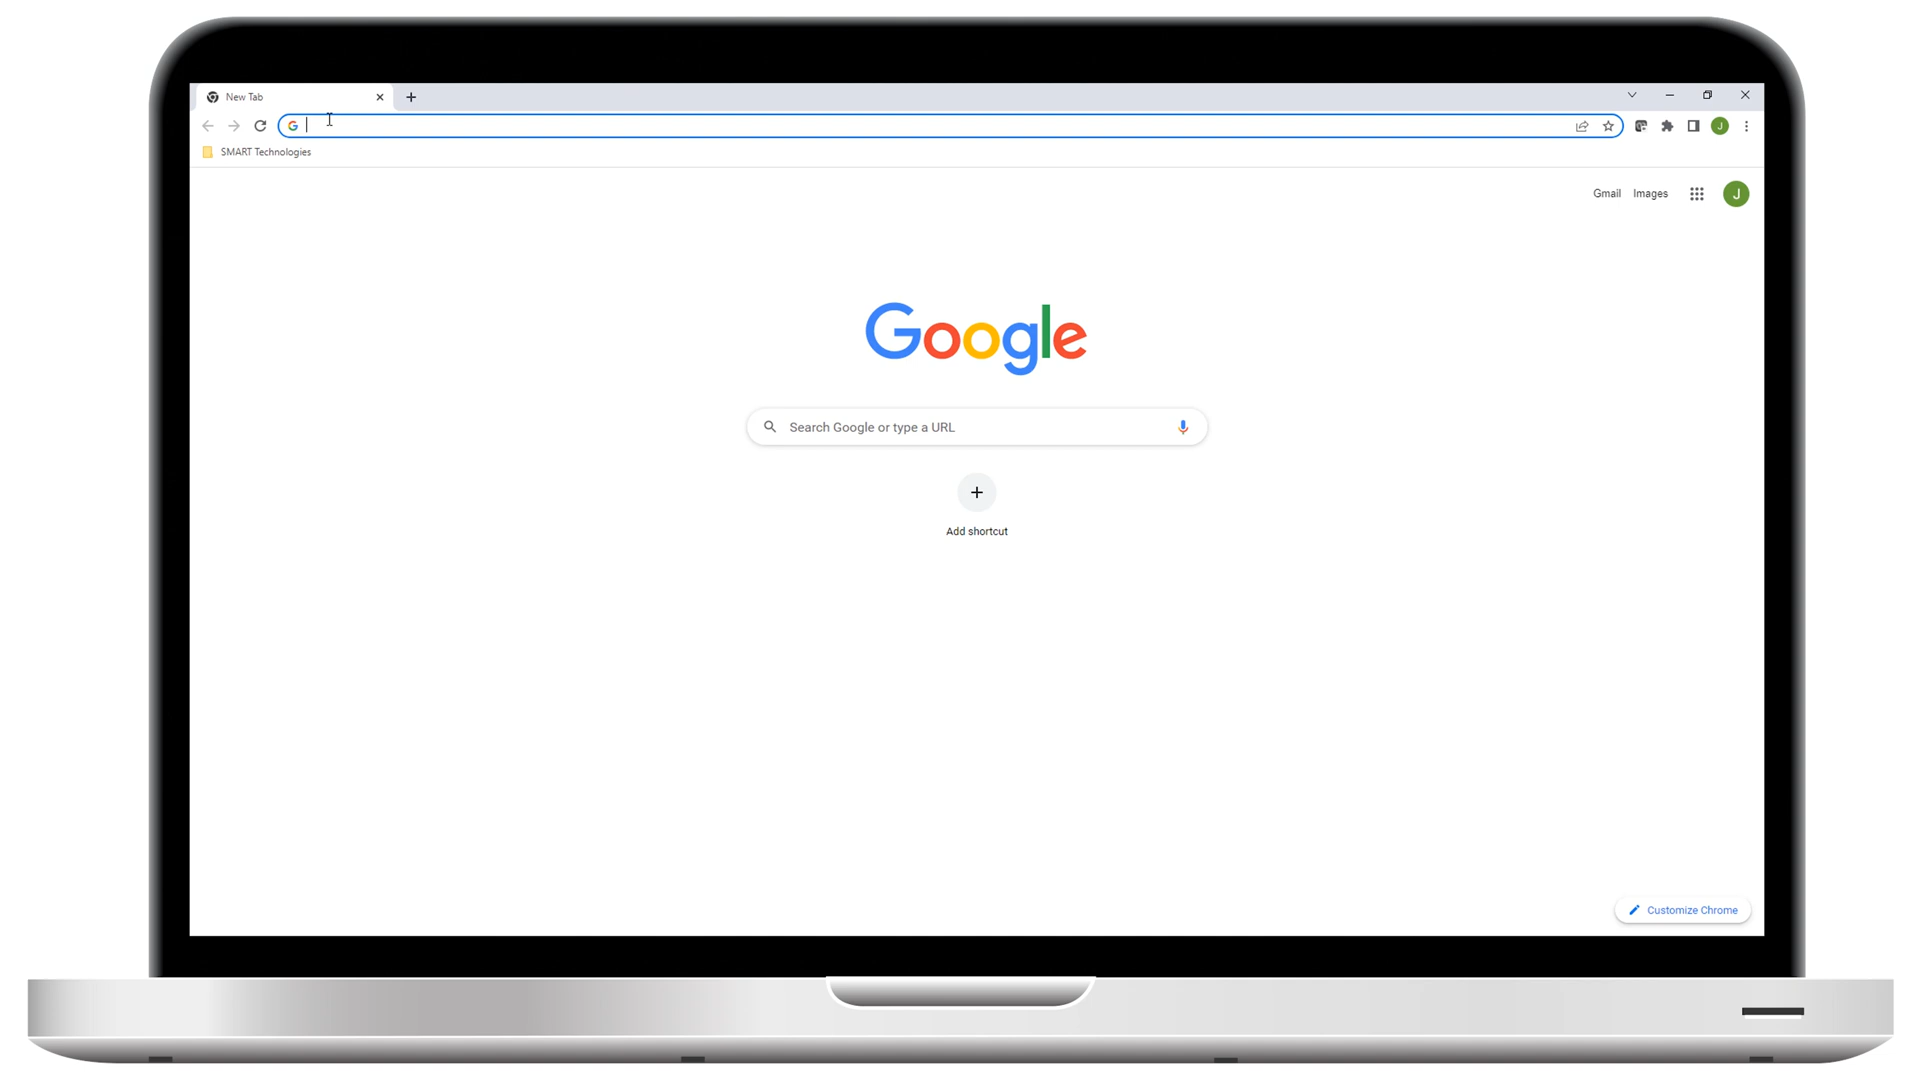 New Tab
SMART Technologies
J
Gmail Images J
Google
Search Google or type a URL
Add shortcut
Customize Chrome